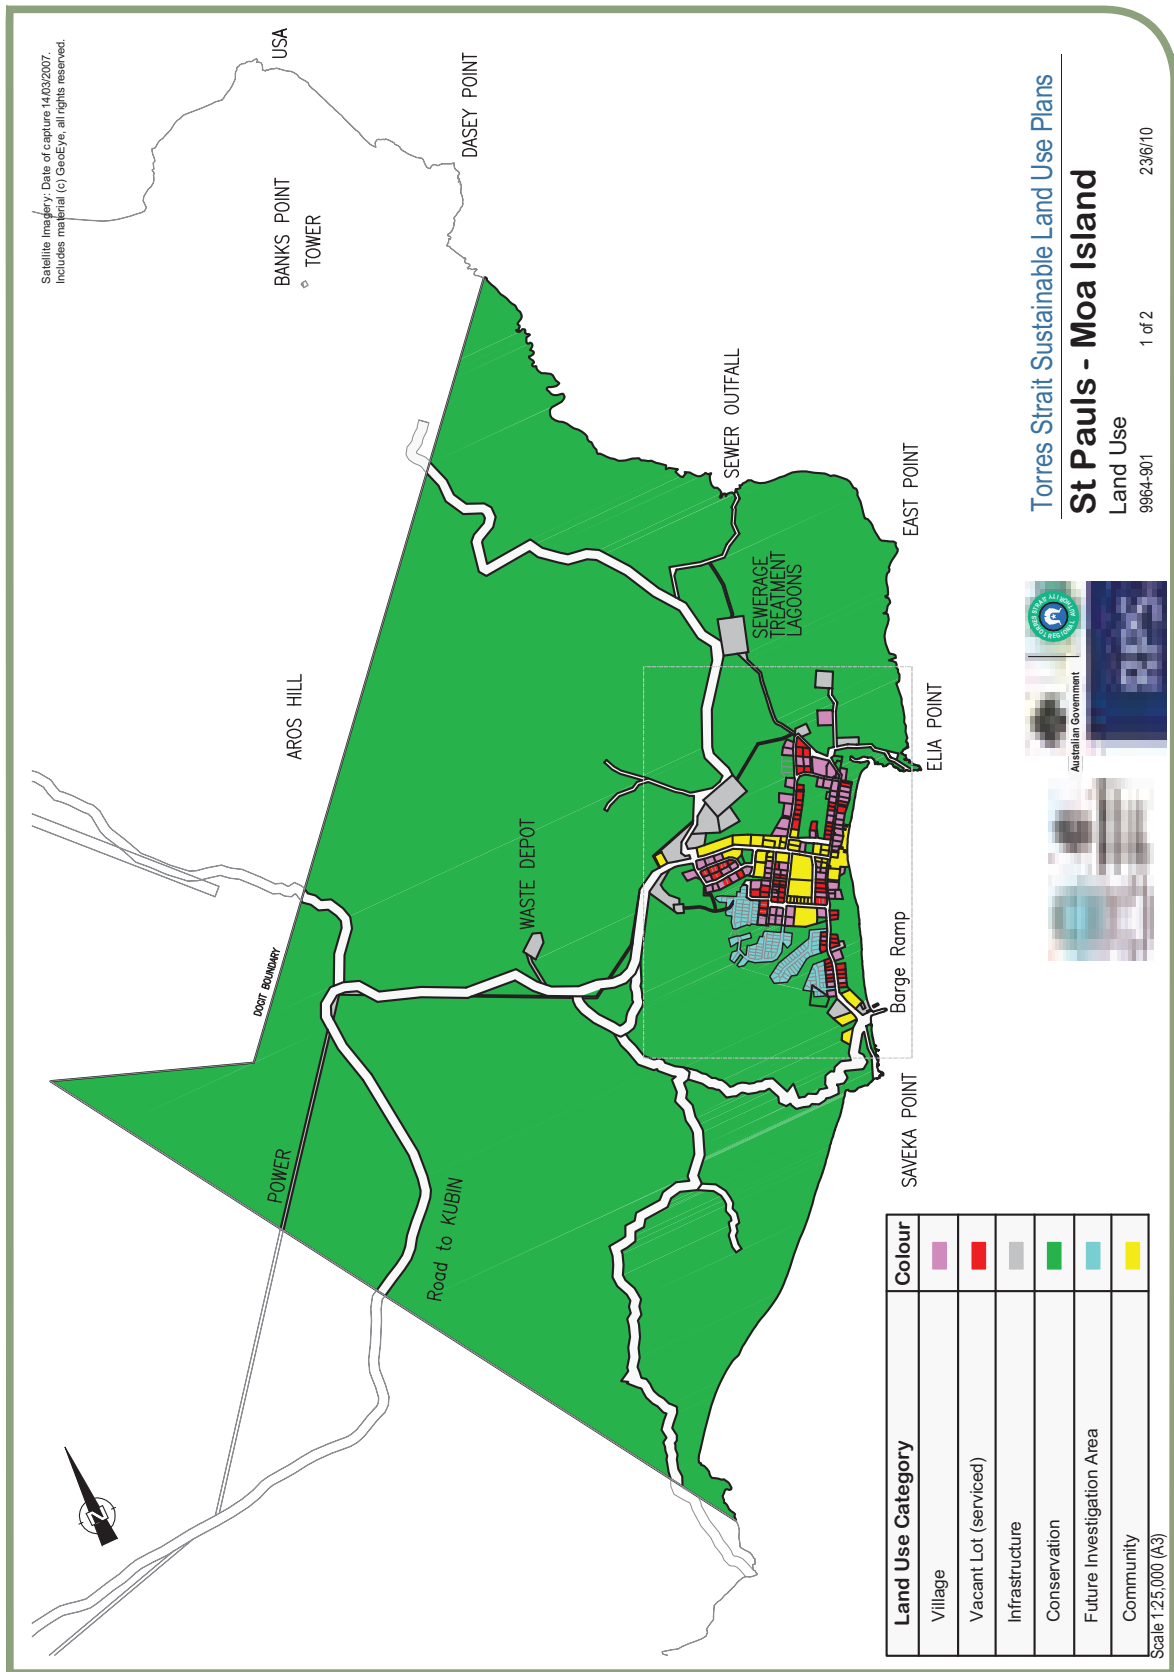 Satellite Imagery: Date of capture 14/03/2007.
Includes material (c) GeoEye, all rights reserved.
USA
DASEY POINT
BANKS POINT
TOWER
SEWER OUTFALL
EAST POINT
SEWERAGE
TREATMENT
LAGOONS
AROS HILL
ELIA POINT
WASTE DEPOT
DOGIT BOUNDARY
Barge Ramp
SAVEKA POINT
POWER
Road to KUBIN
N
Torres Strait Sustainable Land Use Plans
St Pauls - Moa Island
Land Use
9964-901 1 of 2 23/6/10
Australian Government
TORRES STRAIT REGIONAL AUTHORITY
Land Use Category Colour
Village
Vacant Lot (serviced)
Infrastructure
Conservation
Future Investigation Area
Community
Scale 1:25,000 (A3)